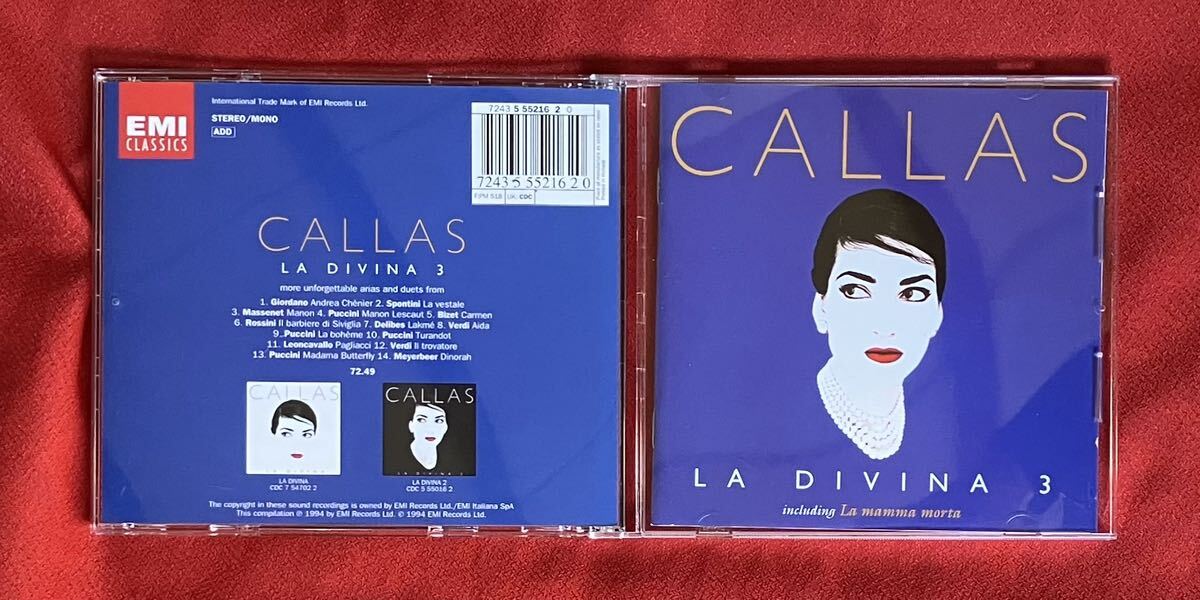 EMI
CLASSICS
International Trade Mark of EMI Records Ltd.
STEREO/MONO
ADD
7243 5 55216 2 0
7243 5 55216 2 0
UK: CDC
CALLAS
LA DIVINA 3
more unforgettable arias and duets from
1. Giordano Andrea Chénier 2. Spontini La vestale
3. Massenet Manon 4. Puccini Manon Lescaut 5. Bizet Carmen
6. Rossini Il barbiere di Siviglia 7. Delibes Lakmé 8. Verdi Aida
9. Puccini La bohème 10. Puccini Turandot
11. Leoncavallo Pagliacci 12. Verdi Il trovatore
13. Puccini Madama Butterfly 14. Meyerbeer Dinorah
72.49
CALLAS
LA DIVINA
LA DIVINA
CDC 7 54702 2
CALLAS
LA DIVINA 2
LA DIVINA 2
CDC 5 55016 2
The copyright in these sound recordings is owned by EMI Records Ltd./EMI Italiana SpA
This compilation ℗ 1994 by EMI Records Ltd. © 1994 EMI Records Ltd.
CALLAS
LA DIVINA 3
including La mamma morta